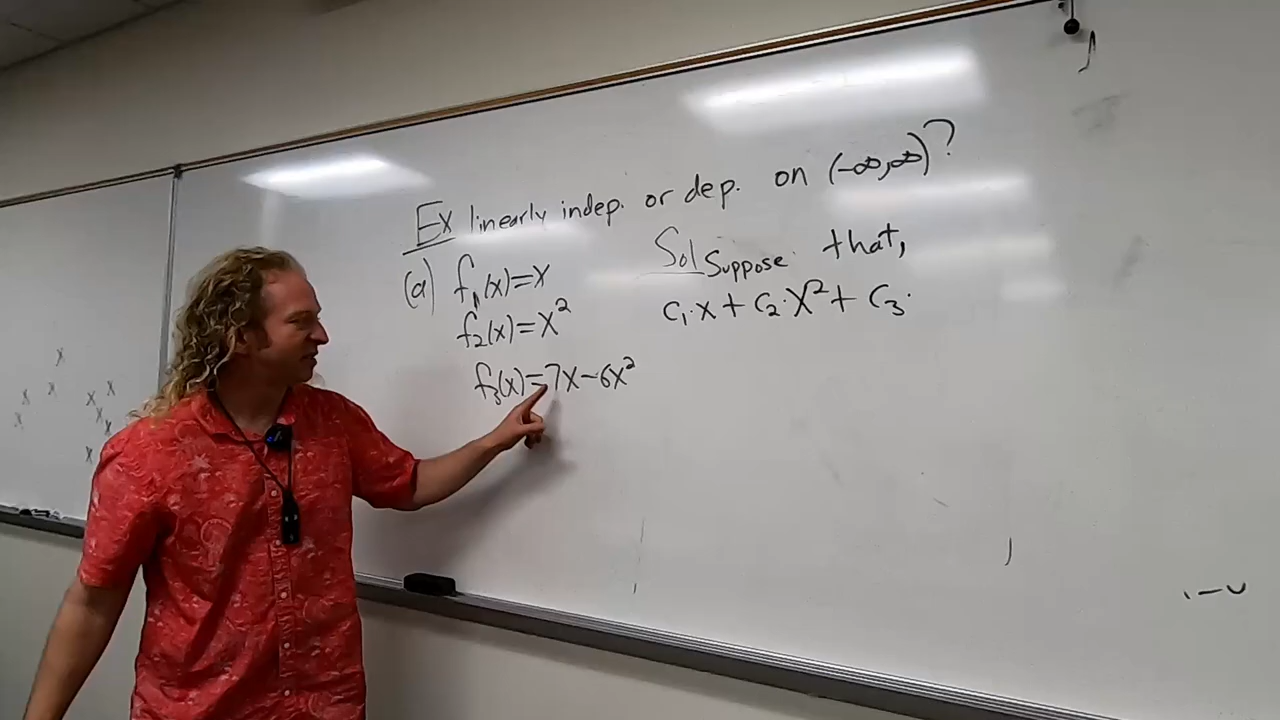 Ex linearly indep. or dep. on (-∞,∞)?
(a) f₁(x)=x
f₂(x)=x²
f₃(x)=7x-6x²
Sol Suppose that,
c₁·x + c₂·x² + c₃·